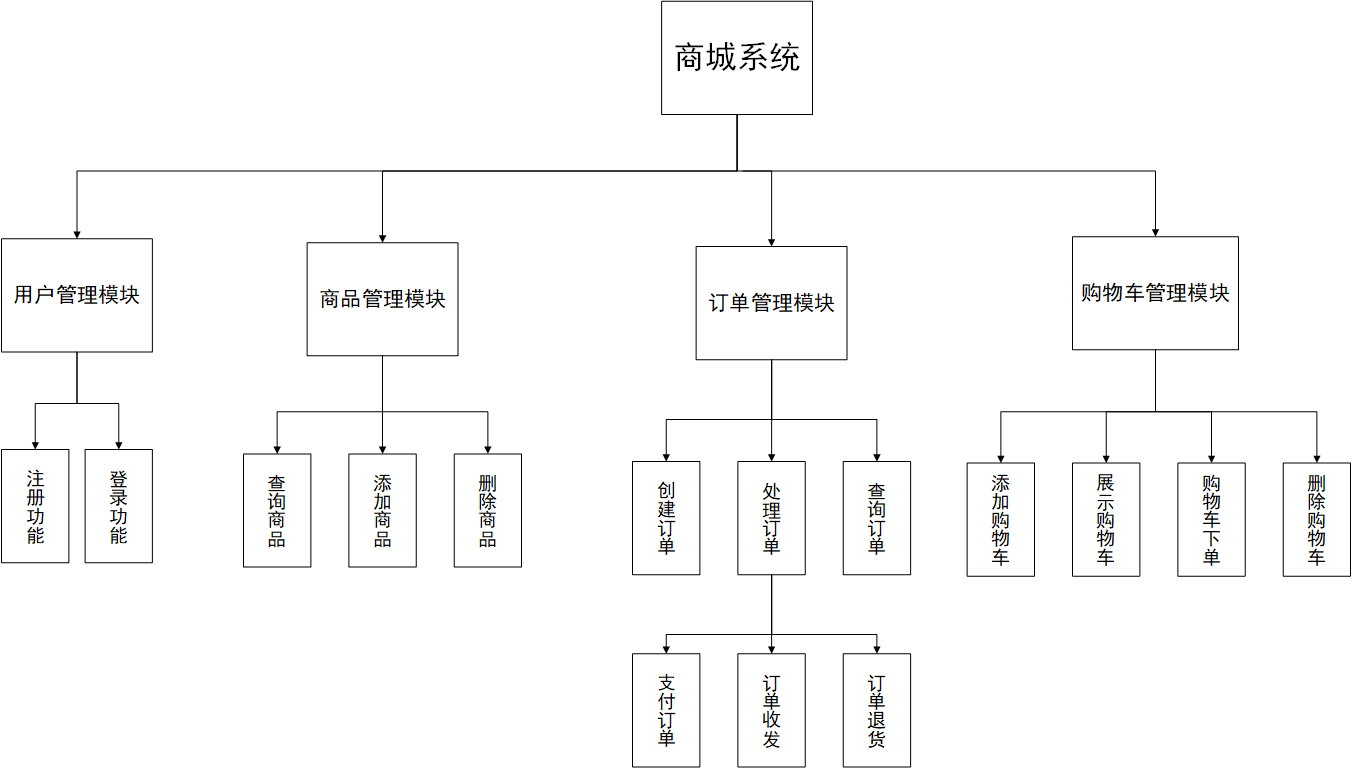 商城系统
用户管理模块
商品管理模块
订单管理模块
购物车管理模块
注册功能
登录功能
查询商品
添加商品
删除商品
创建订单
处理订单
查询订单
添加购物车
展示购物车
购物车下单
删除购物车
支付订单
订单收发
订单退货